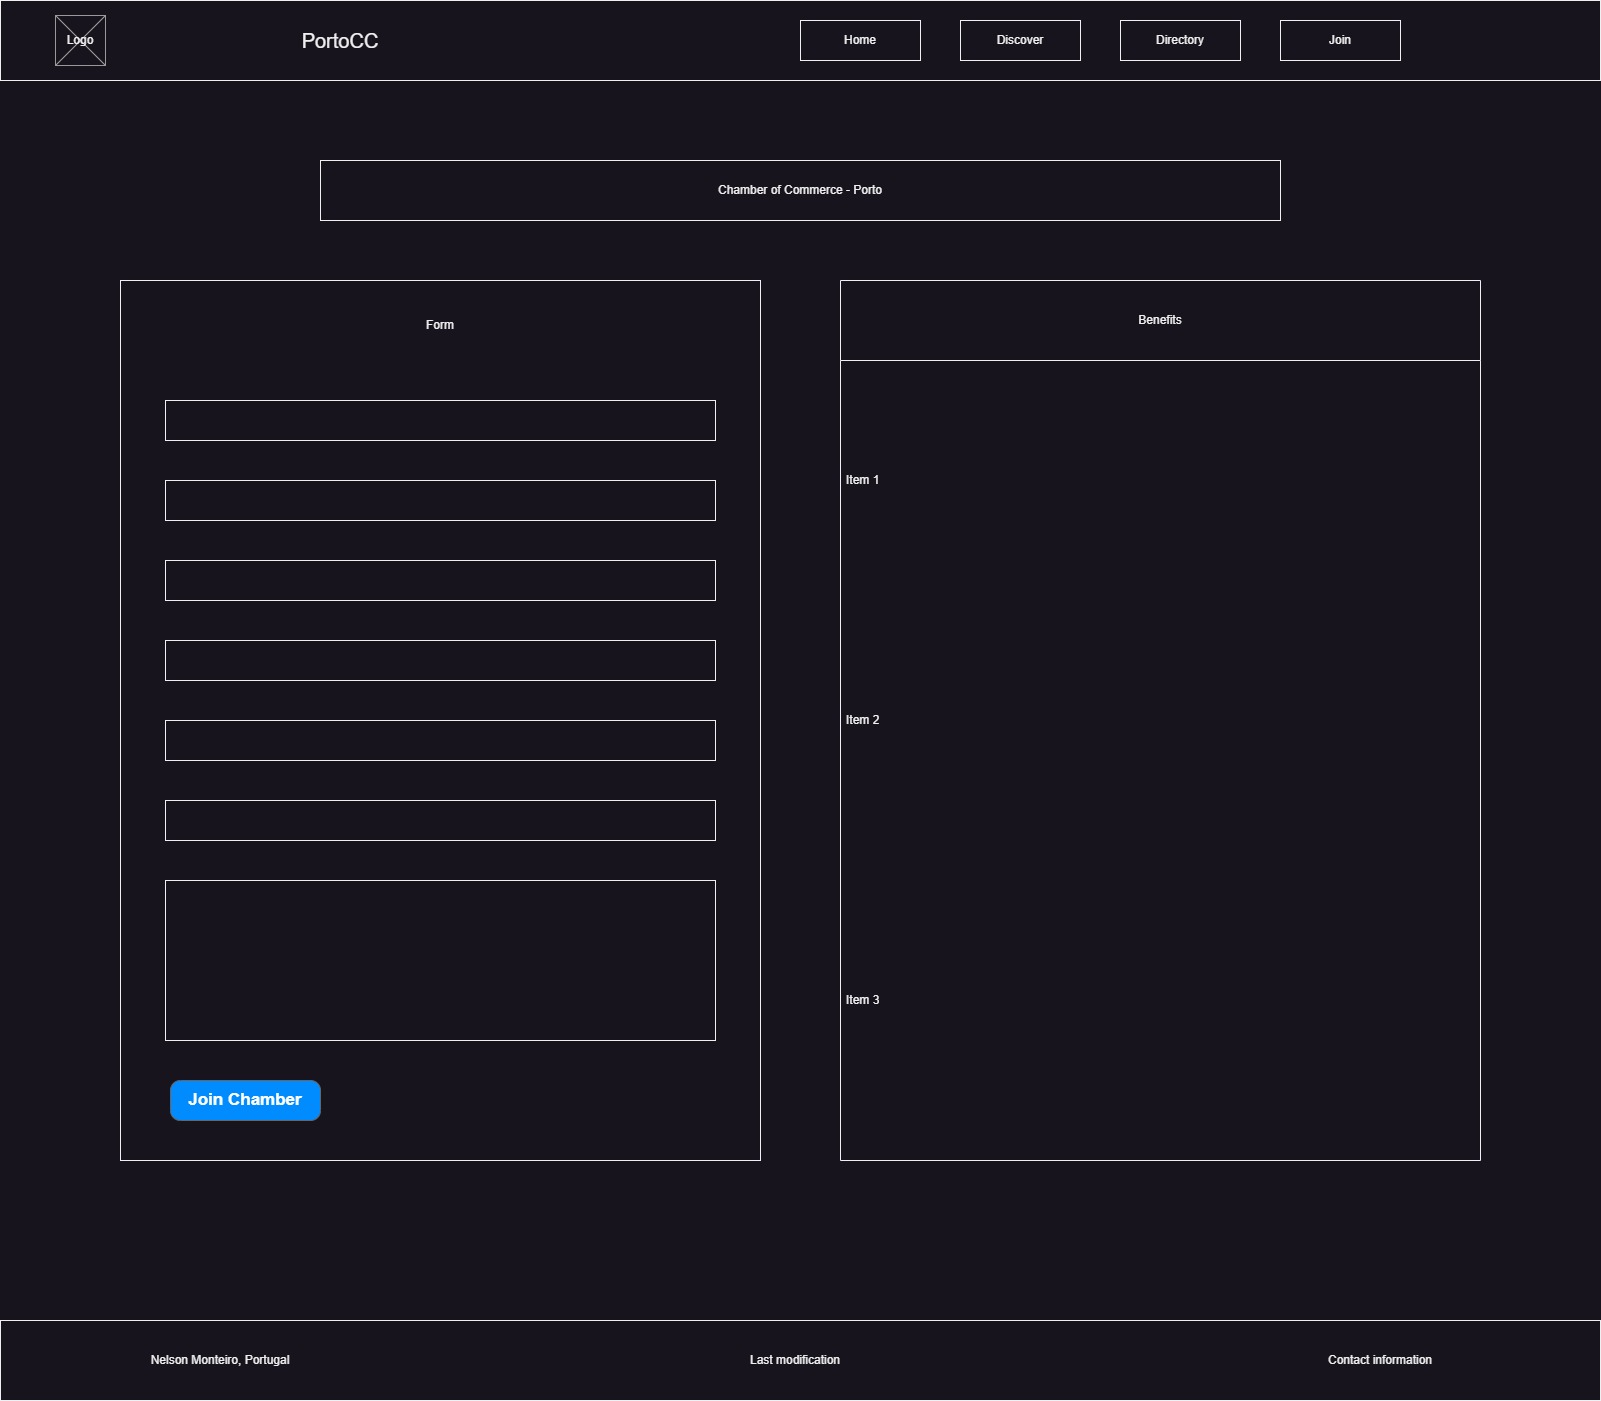 Logo
PortoCC
Home
Discover
Directory
Join
Chamber of Commerce - Porto
Form
Join Chamber
Benefits
Item 1
Item 2
Item 3
Nelson Monteiro, Portugal
Last modification
Contact information